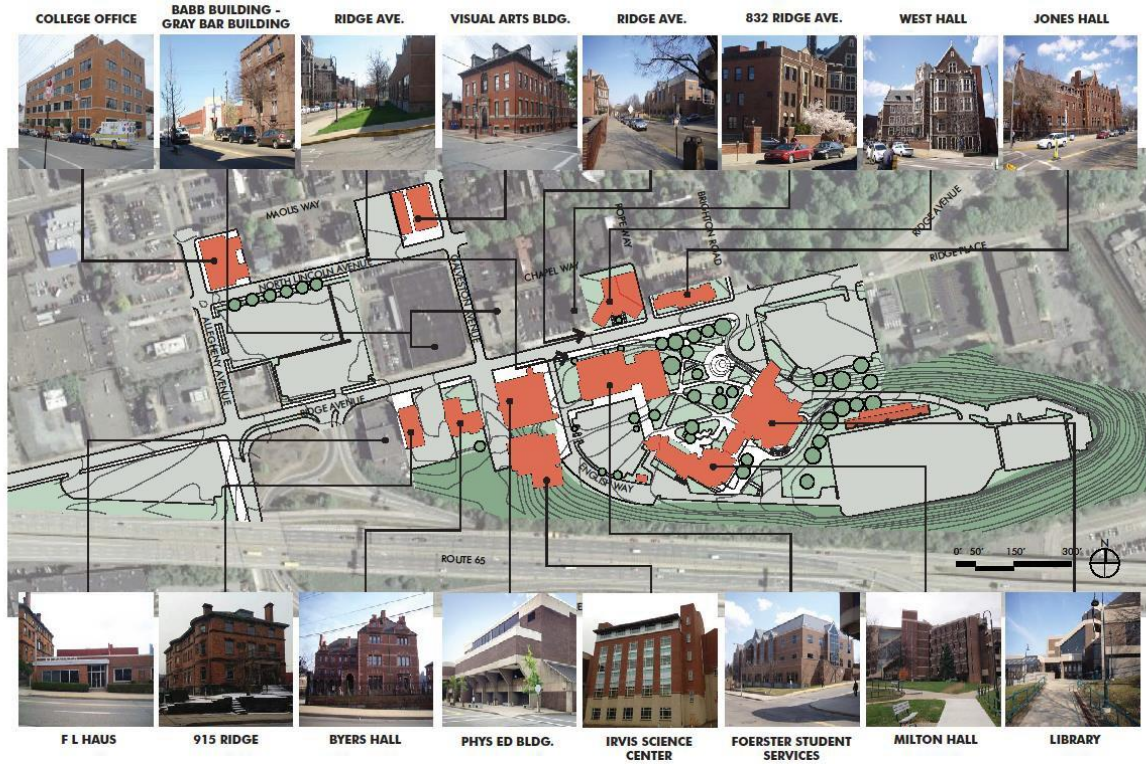 COLLEGE OFFICE
BABB BUILDING -
GRAY BAR BUILDING
RIDGE AVE.
VISUAL ARTS BLDG.
RIDGE AVE.
832 RIDGE AVE.
WEST HALL
JONES HALL
MAOLIS WAY
NORTH LINCOLN AVENUE
GALVESTON AVENUE
CHAPEL WAY
ROPE WAY
BRIGHTON ROAD
RIDGE AVENUE
RIDGE PLACE
ALLEGHENY AVENUE
RIDGE AVENUE
ENGLISH WAY
ROUTE 65
0' 50' 150' 300'
N
F L HAUS
915 RIDGE
BYERS HALL
PHYS ED BLDG.
IRVIS SCIENCE
CENTER
FOERSTER STUDENT
SERVICES
MILTON HALL
LIBRARY